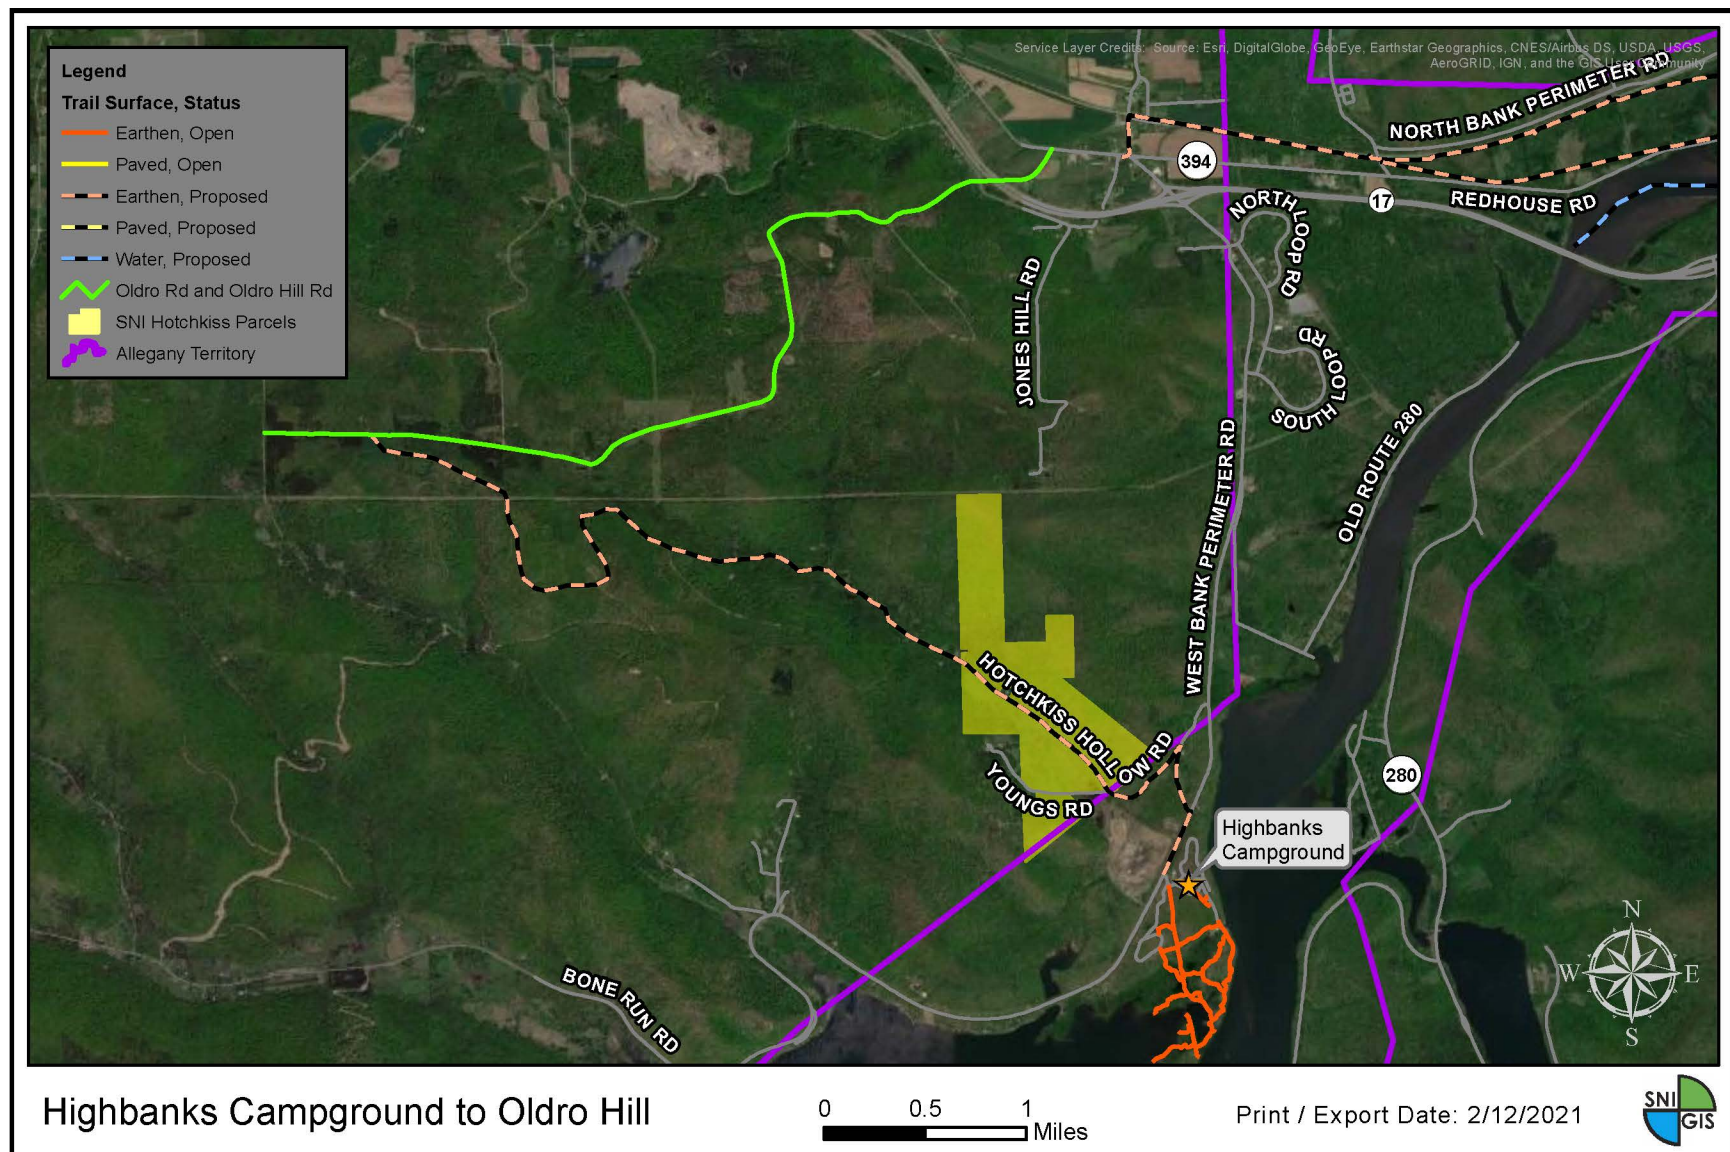 Service Layer Credits: Source: Esri, DigitalGlobe, GeoEye, Earthstar Geographics, CNES/Airbus DS, USDA, USGS,
AeroGRID, IGN, and the GIS User Community
Legend
Trail Surface, Status
Earthen, Open
Paved, Open
Earthen, Proposed
Paved, Proposed
Water, Proposed
Oldro Rd and Oldro Hill Rd
SNI Hotchkiss Parcels
Allegany Territory
NORTH BANK PERIMETER RD
394
17
REDHOUSE RD
NORTH LOOP RD
JONES HILL RD
SOUTH LOOP RD
OLD ROUTE 280
WEST BANK PERIMETER RD
HOTCHKISS HOLLOW RD
YOUNGS RD
280
Highbanks
Campground
BONE RUN RD
N
W
E
S
Highbanks Campground to Oldro Hill
0 0.5 1
Miles
Print / Export Date: 2/12/2021
SNI
GIS